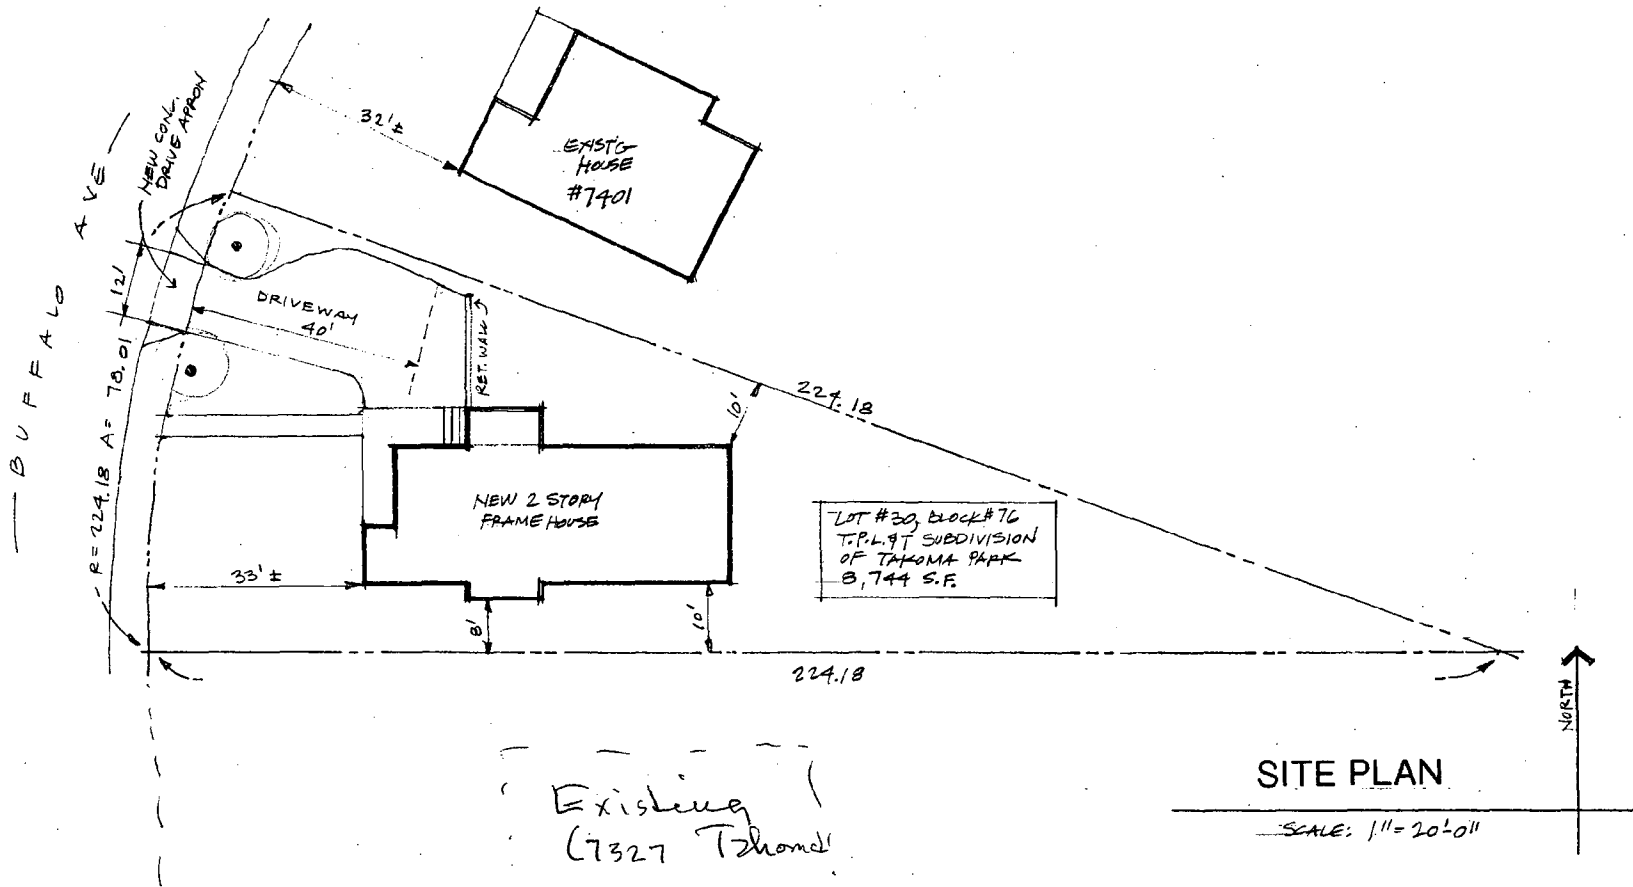 BUFFALO AVE
NEW CONC.
DRIVE APRON
32'±
EXIST'G
HOUSE
#7401
12'
DRIVEWAY
40'
RET. WALL
R=224.18 A= 78.01
10'
224.18
NEW 2 STORY
FRAME HOUSE
LOT #30, BLOCK #76
T.P.L.&T SUBDIVISION
OF TAKOMA PARK
8,744 S.F.
33'±
8'
10'
224.18
NORTH
SITE PLAN
SCALE: 1"=20'-0"
Existing
(7327